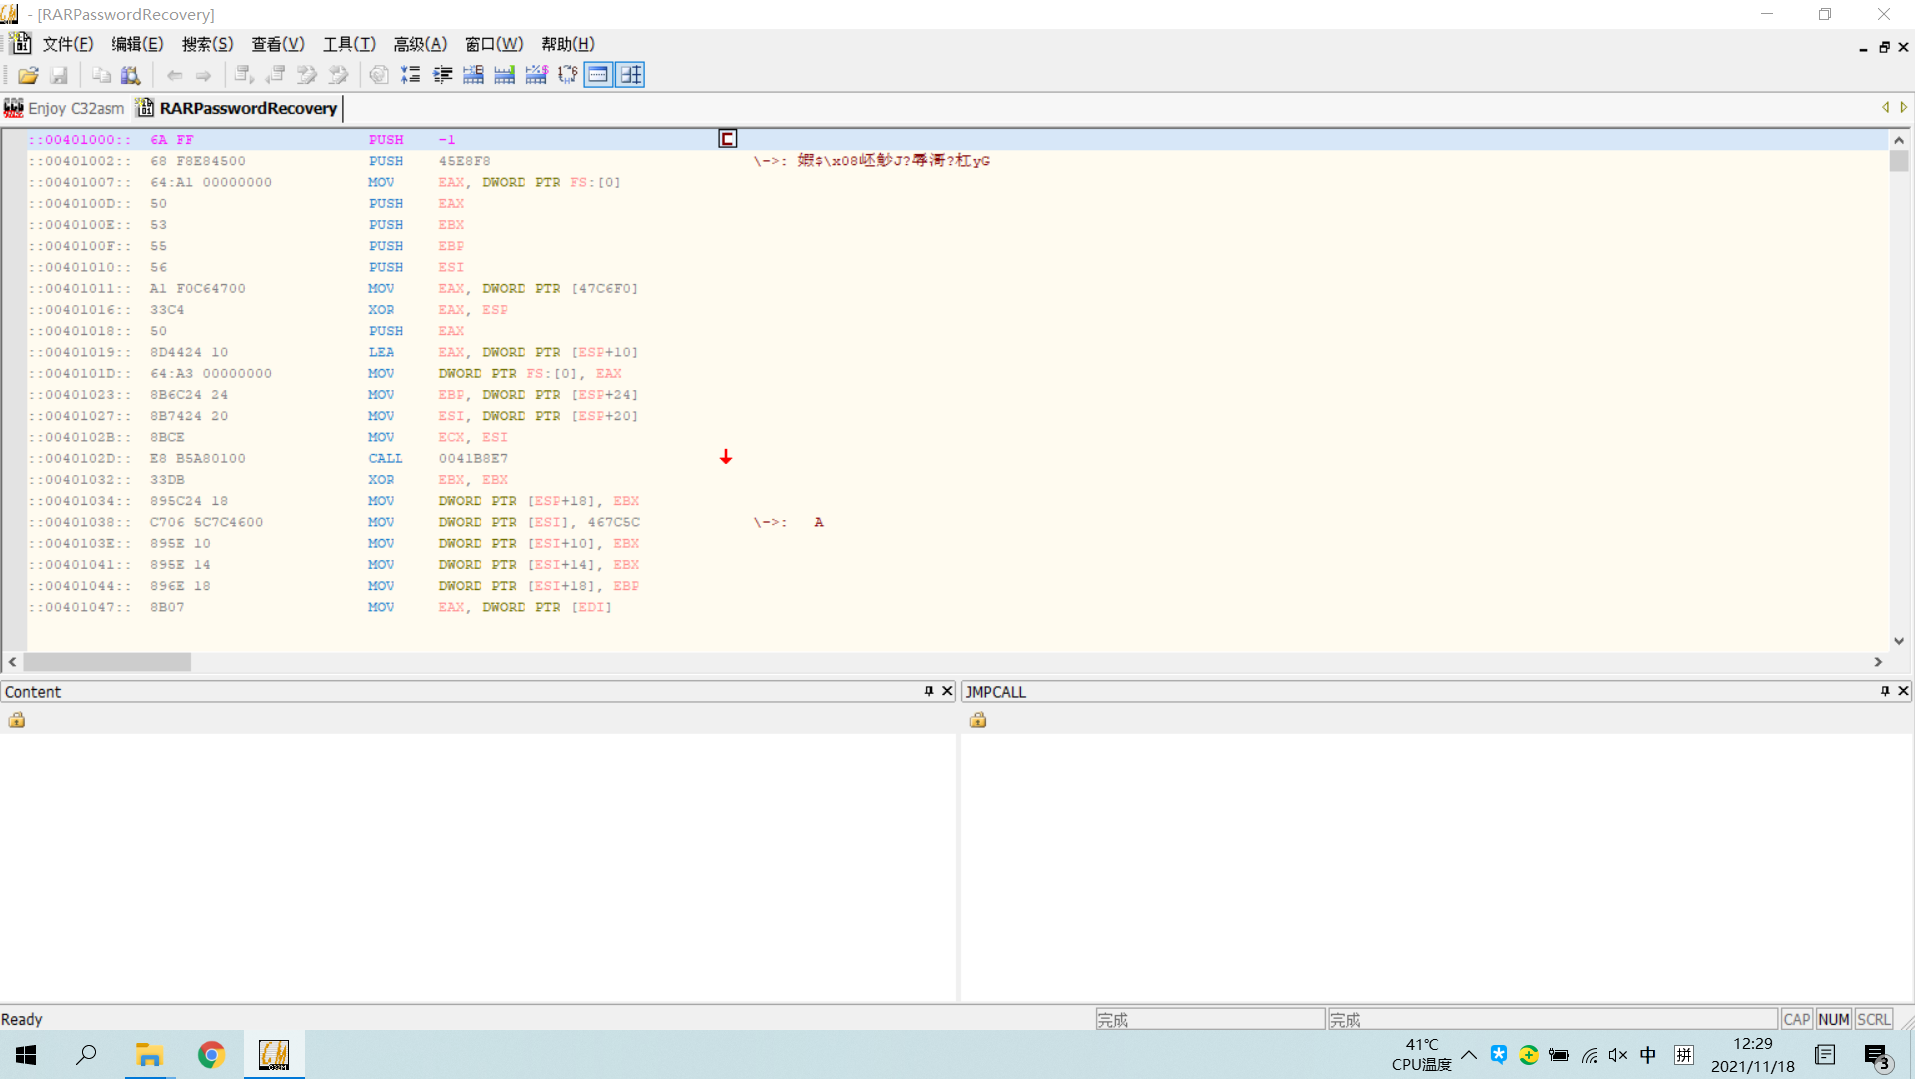 - [RARPasswordRecovery]
文件(F) 编辑(E) 搜索(S) 查看(V) 工具(T) 高级(A) 窗口(W) 帮助(H)
Enjoy C32asm RARPasswordRecovery
::00401000:: 6A FF PUSH -1
::00401002:: 68 F8E84500 PUSH 45E8F8 \->: 婽$\x08岯魦J?辱滒?杠yG
::00401007:: 64:A1 00000000 MOV EAX, DWORD PTR FS:[0]
::0040100D:: 50 PUSH EAX
::0040100E:: 53 PUSH EBX
::0040100F:: 55 PUSH EBP
::00401010:: 56 PUSH ESI
::00401011:: A1 F0C64700 MOV EAX, DWORD PTR [47C6F0]
::00401016:: 33C4 XOR EAX, ESP
::00401018:: 50 PUSH EAX
::00401019:: 8D4424 10 LEA EAX, DWORD PTR [ESP+10]
::0040101D:: 64:A3 00000000 MOV DWORD PTR FS:[0], EAX
::00401023:: 8B6C24 24 MOV EBP, DWORD PTR [ESP+24]
::00401027:: 8B7424 20 MOV ESI, DWORD PTR [ESP+20]
::0040102B:: 8BCE MOV ECX, ESI
::0040102D:: E8 B5A80100 CALL 0041B8E7
::00401032:: 33DB XOR EBX, EBX
::00401034:: 895C24 18 MOV DWORD PTR [ESP+18], EBX
::00401038:: C706 5C7C4600 MOV DWORD PTR [ESI], 467C5C \->: A
::0040103E:: 895E 10 MOV DWORD PTR [ESI+10], EBX
::00401041:: 895E 14 MOV DWORD PTR [ESI+14], EBX
::00401044:: 896E 18 MOV DWORD PTR [ESI+18], EBP
::00401047:: 8B07 MOV EAX, DWORD PTR [EDI]
Content
JMPCALL
Ready 完成 完成 CAP NUM SCRL
41℃
CPU温度
中 拼
12:29
2021/11/18
3